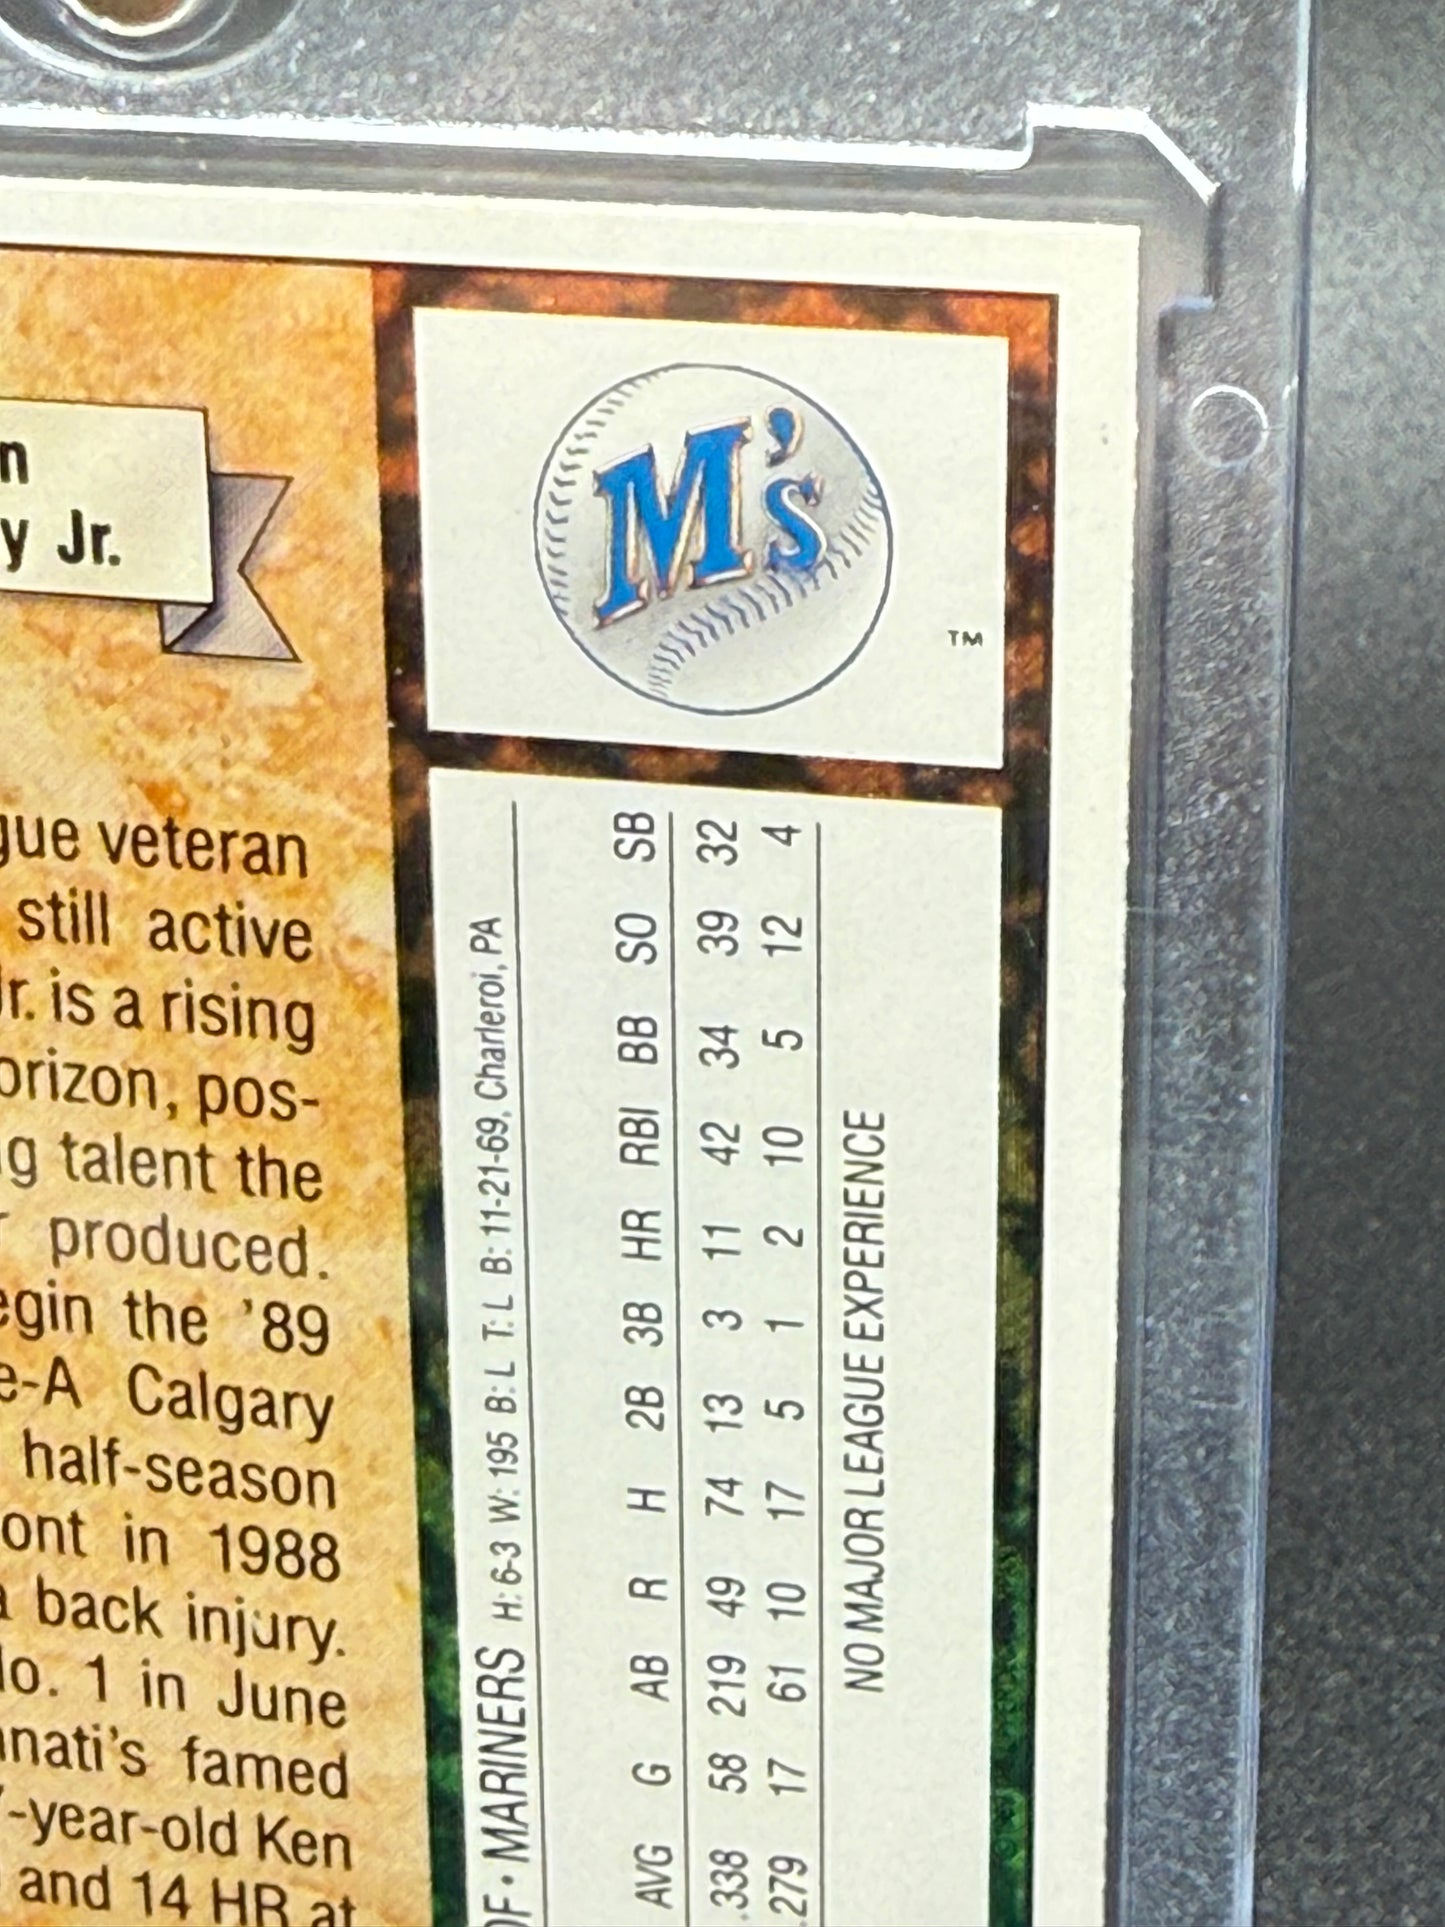 n
y Jr.
gue veteran
still active
Jr. is a rising
orizon, pos-
g talent the
produced.
egin the '89
e-A Calgary
half-season
ont in 1988
a back injury.
No. 1 in June
nnati's famed
-year-old Ken
and 14 HR at
M's
TM
OF • MARINERS H: 6-3 W: 195 B: L T: L B: 11-21-69, Charleroi, PA
AVG G AB R H 2B 3B HR RBI BB SO SB
.338 58 219 49 74 13 3 11 42 34 39 32
.279 17 61 10 17 5 1 2 10 5 12 4
NO MAJOR LEAGUE EXPERIENCE